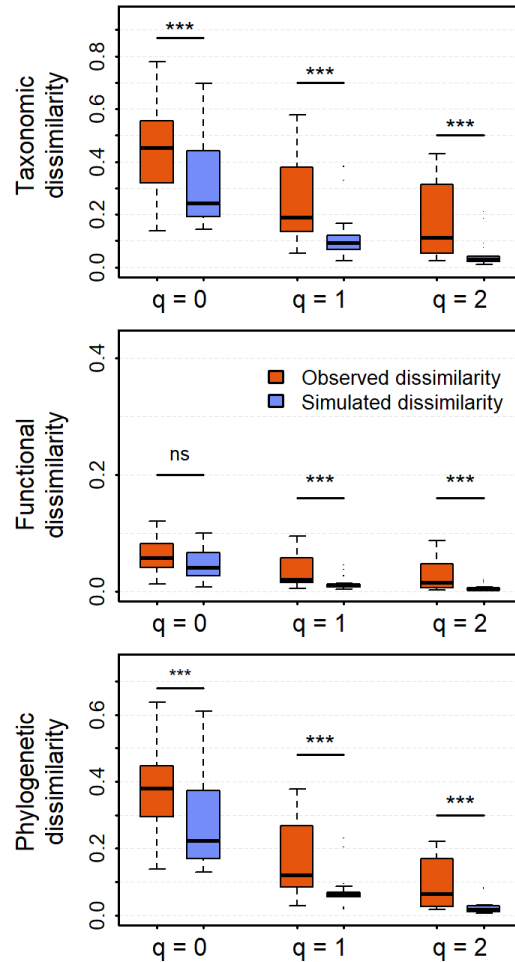 Taxonomic
dissimilarity
0.8
0.6
0.4
0.2
0.0
***
***
***
q = 0
q = 1
q = 2
Functional
dissimilarity
0.4
0.2
0.0
Observed dissimilarity
Simulated dissimilarity
ns
***
***
q = 0
q = 1
q = 2
Phylogenetic
dissimilarity
0.6
0.4
0.2
0.0
***
***
***
q = 0
q = 1
q = 2